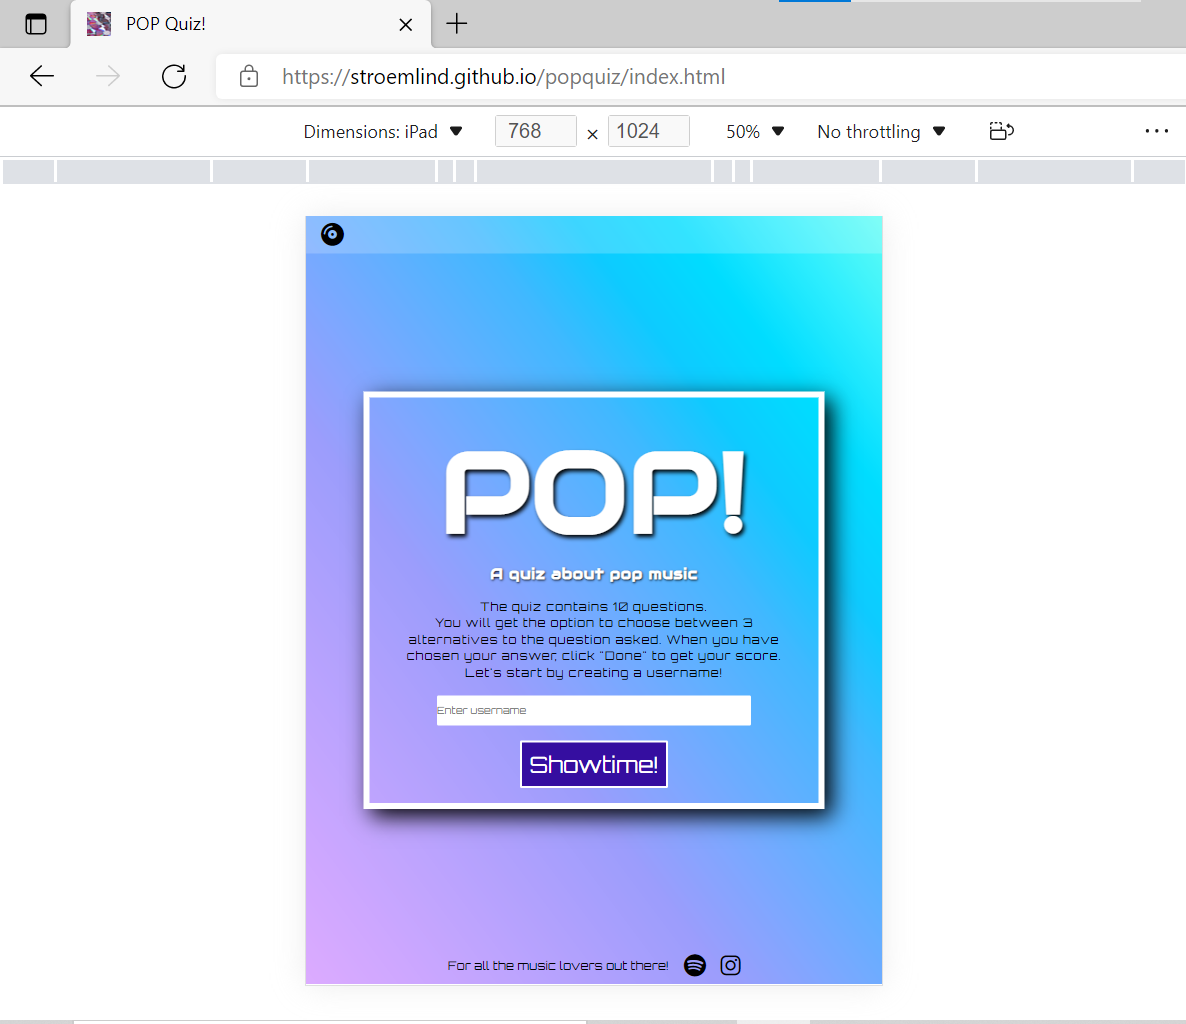 POP Quiz!
https://stroemlind.github.io/popquiz/index.html
Dimensions: iPad 768 × 1024 50% No throttling
POP!
A quiz about pop music
The quiz contains 10 questions.
You will get the option to choose between 3
alternatives to the question asked. When you have
chosen your answer, click "Done" to get your score.
Let's start by creating a username!
Enter username
Showtime!
For all the music lovers out there!